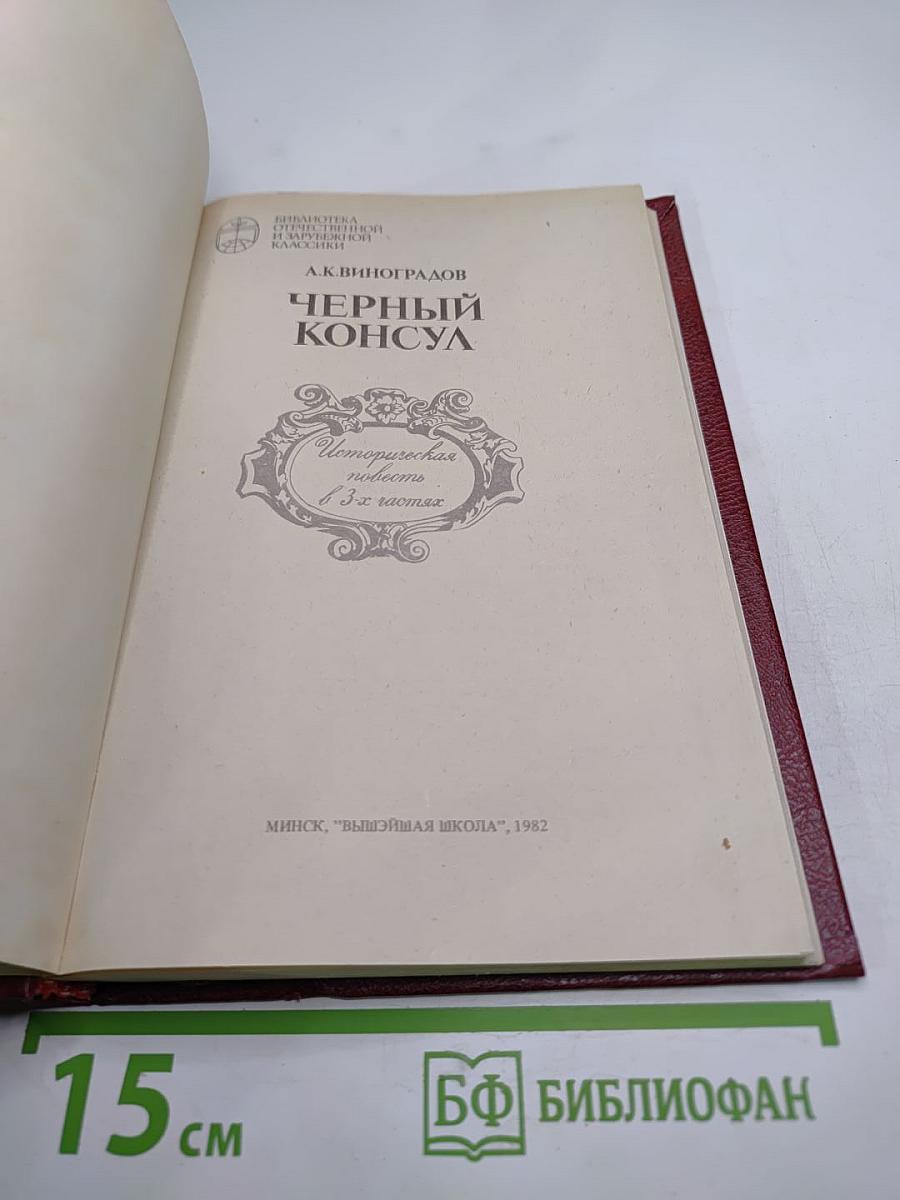 БИБЛИОТЕКА
ОТЕЧЕСТВЕННОЙ
И ЗАРУБЕЖНОЙ
КЛАССИКИ
А.К.ВИНОГРАДОВ
ЧЕРНЫЙ
КОНСУЛ
Историческая
повесть
в 3-х частях
МИНСК, "ВЫШЭЙШАЯ ШКОЛА", 1982
15 см
БФ БИБЛИОФАН